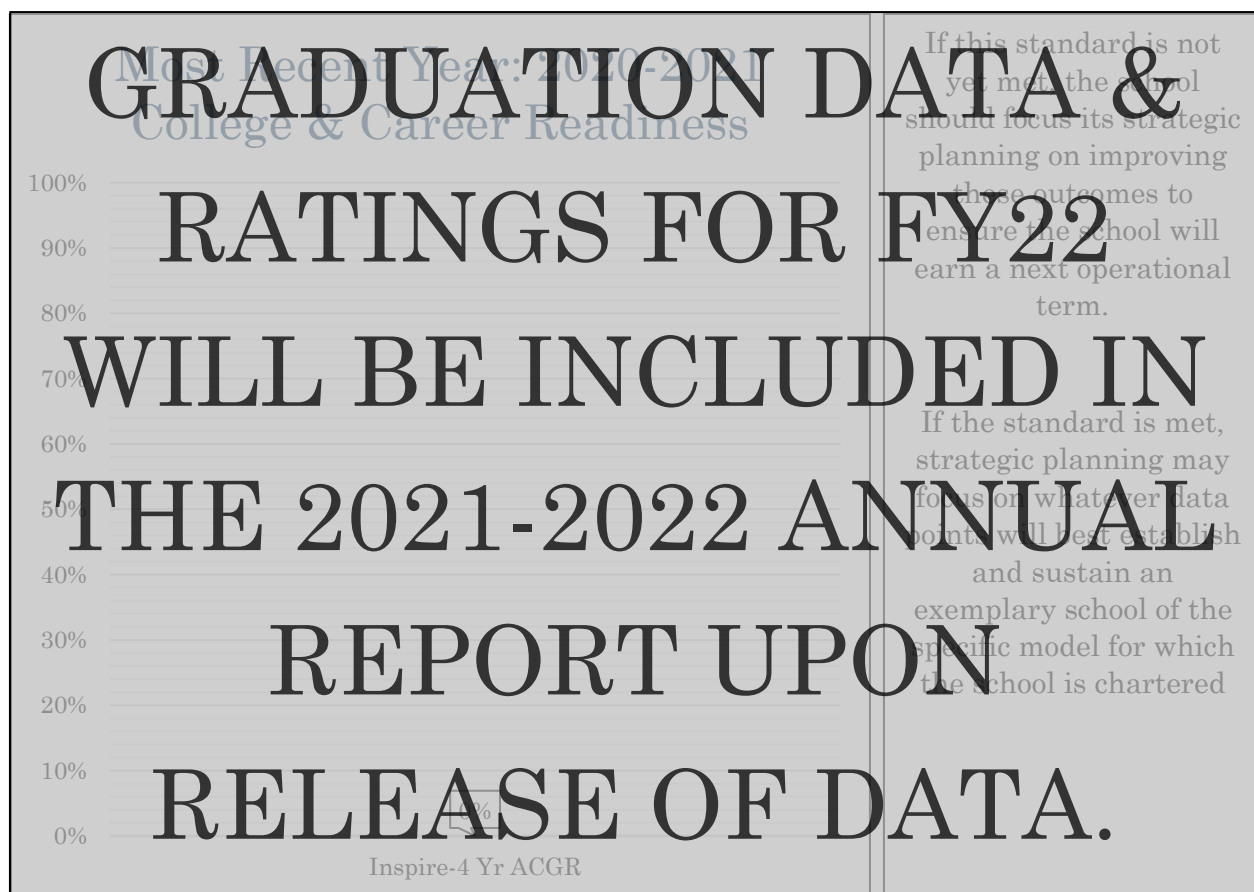 GRADUATION DATA &
RATINGS FOR FY22
WILL BE INCLUDED IN
THE 2021-2022 ANNUAL
REPORT UPON
RELEASE OF DATA.
Most Recent Year: 2020-2021
College & Career Readiness
100%
90%
80%
70%
60%
50%
40%
30%
20%
10%
0%
0%
Inspire-4 Yr ACGR
If this standard is not
yet met, the school
should focus its strategic
planning on improving
those outcomes to
ensure the school will
earn a next operational
term.
If the standard is met,
strategic planning may
focus on whatever data
points will best establish
and sustain an
exemplary school of the
specific model for which
the school is chartered